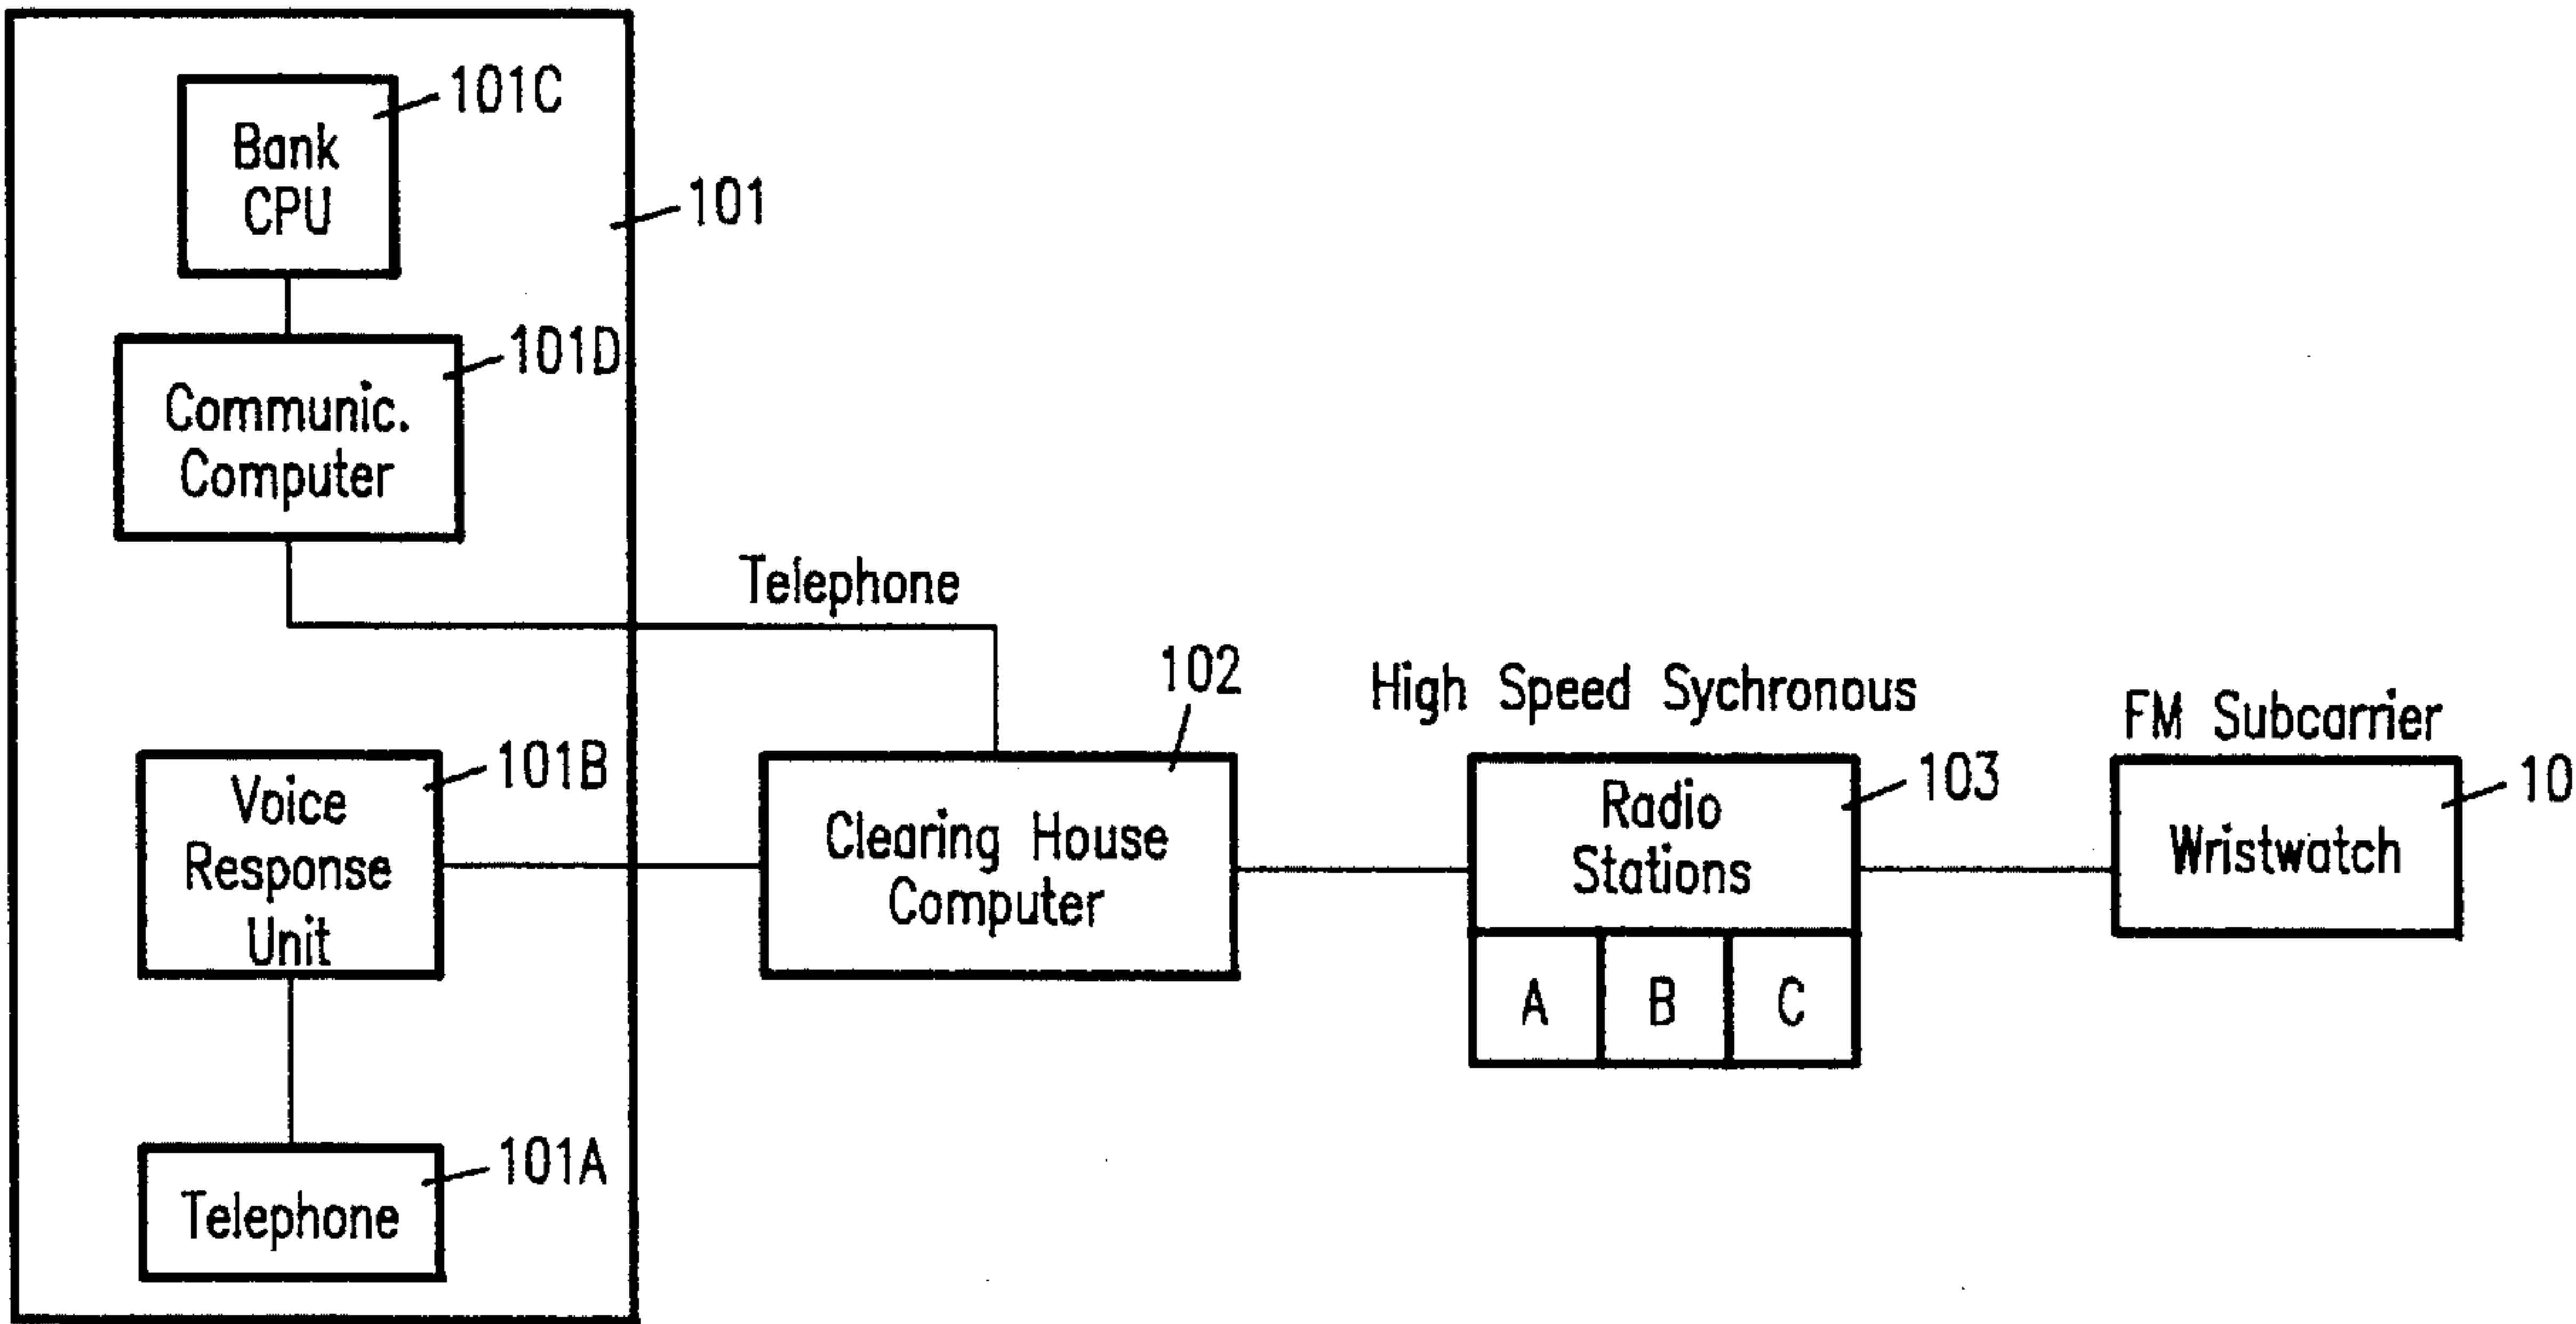 101C
Bank
CPU
101
101D
Communic.
Computer
Telephone
102
High Speed Sychronous
FM Subcarrier
101B
Voice
Response
Unit
Clearing House
Computer
103
Radio
Stations
A B C
10
Wristwatch
101A
Telephone